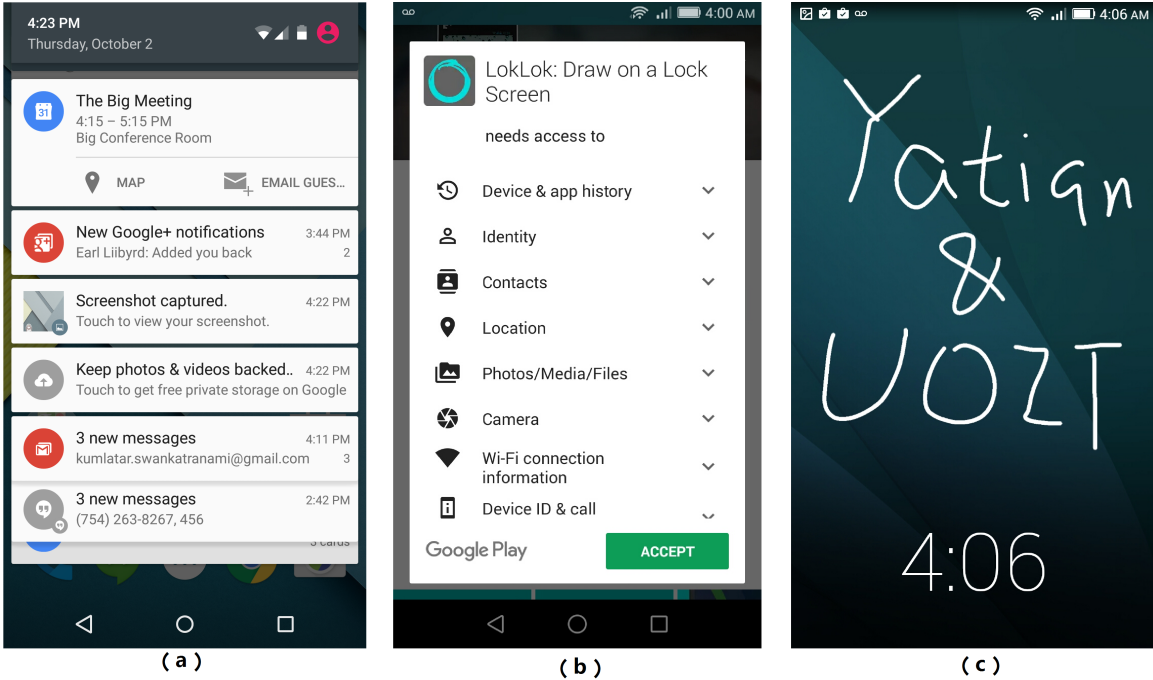 4:23 PM
Thursday, October 2
31
The Big Meeting
4:15 – 5:15 PM
Big Conference Room
MAP
EMAIL GUES...
New Google+ notifications 3:44 PM
Earl Liibyrd: Added you back 2
Screenshot captured. 4:22 PM
Touch to view your screenshot.
Keep photos & videos backed.. 4:22 PM
Touch to get free private storage on Google
3 new messages 4:11 PM
kumlatar.swankatranami@gmail.com 3
3 new messages 2:42 PM
(754) 263-8267, 456
3 cards
(a)
4:00 AM
LokLok: Draw on a Lock
Screen
needs access to
Device & app history
Identity
Contacts
Location
Photos/Media/Files
Camera
Wi-Fi connection
information
Device ID & call
Google Play
ACCEPT
(b)
4:06 AM
Yatiqn
&
UOZT
4:06
(c)